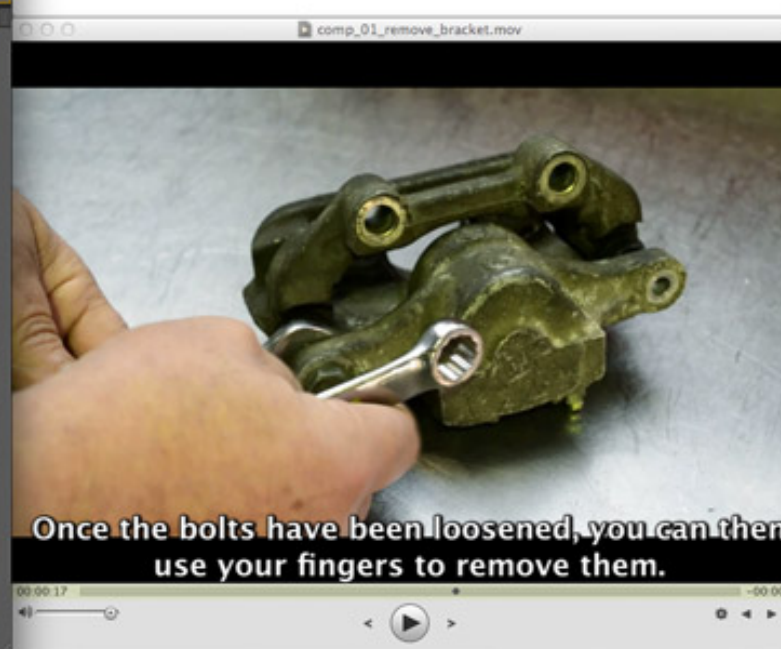 comp_01_remove_bracket.mov
Once the bolts have been loosened, you can then
use your fingers to remove them.
00:00:17